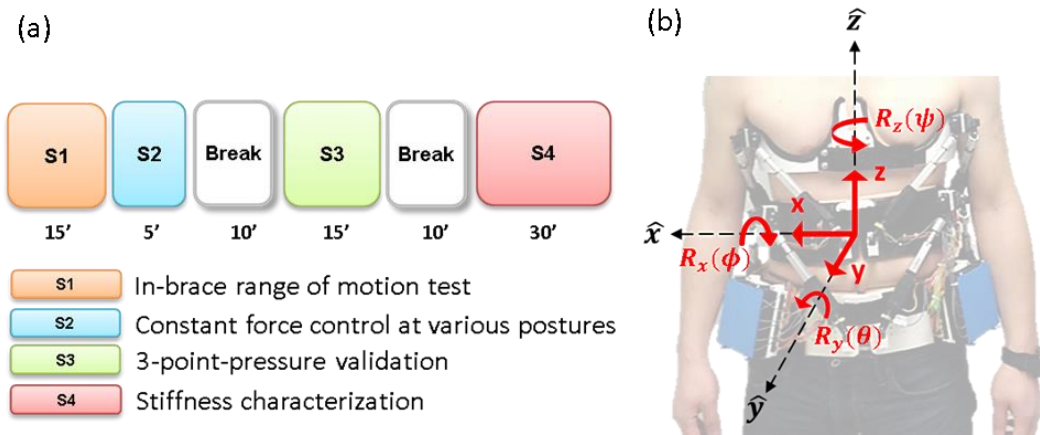 (a)
S1 S2 Break S3 Break S4
15’ 5’ 10’ 15’ 10’ 30’
S1 In-brace range of motion test
S2 Constant force control at various postures
S3 3-point-pressure validation
S4 Stiffness characterization
(b)
ẑ
R_z(ψ)
z
x̂
x
R_x(ϕ)
y
R_y(θ)
ŷ